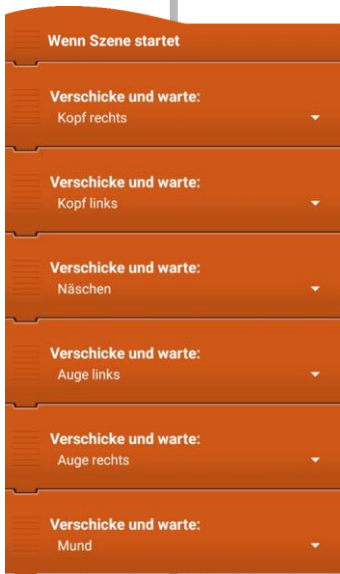 Wenn Szene startet
Verschicke und warte:
Kopf rechts
Verschicke und warte:
Kopf links
Verschicke und warte:
Näschen
Verschicke und warte:
Auge links
Verschicke und warte:
Auge rechts
Verschicke und warte:
Mund